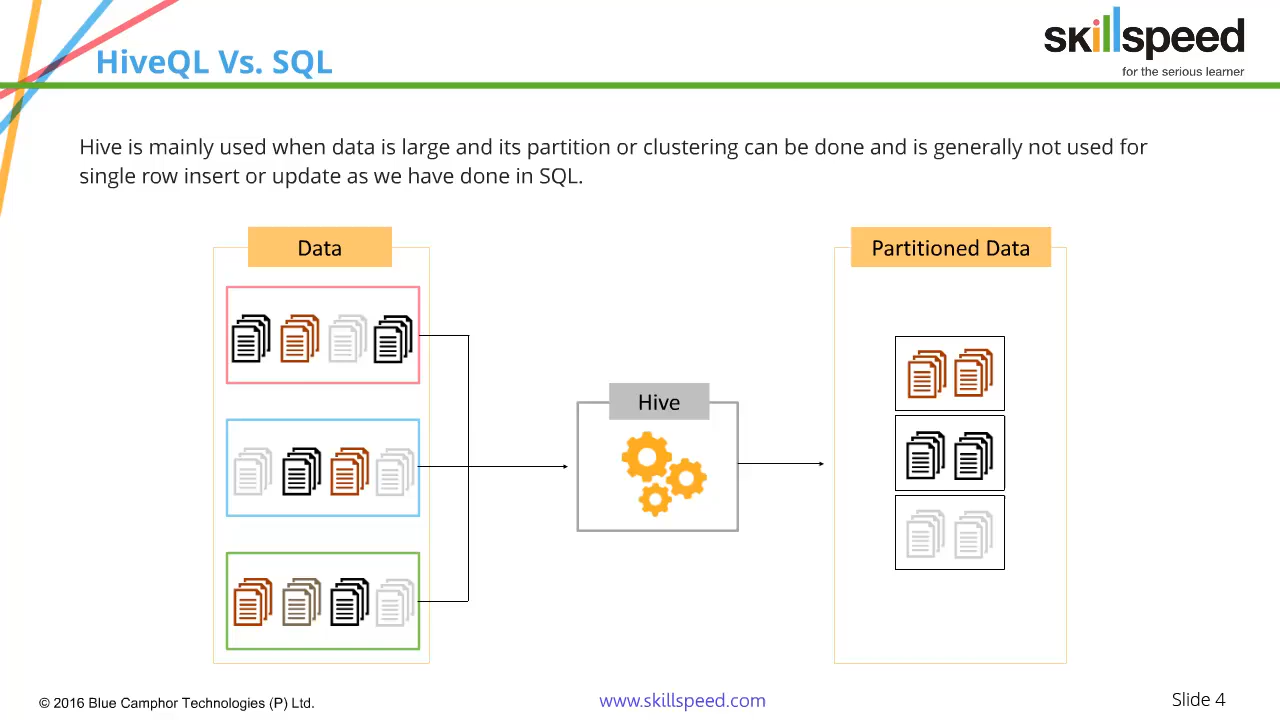 HiveQL Vs. SQL
skillspeed
for the serious learner
Hive is mainly used when data is large and its partition or clustering can be done and is generally not used for
single row insert or update as we have done in SQL.
Data
Partitioned Data
Hive
© 2016 Blue Camphor Technologies (P) Ltd.
www.skillspeed.com
Slide 4